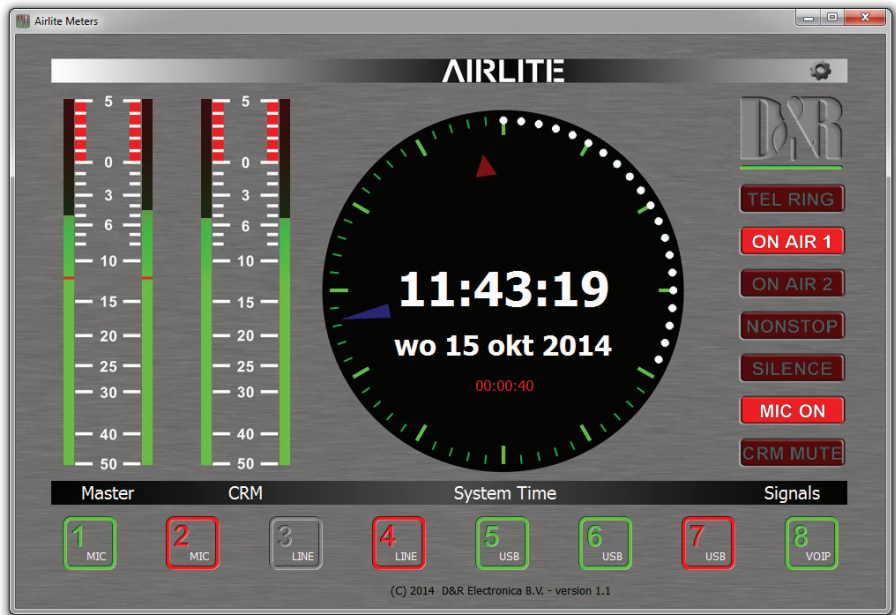 Airlite Meters
AIRLITE
D&R
5 5 5 5
0 0
3 3
6 6
10 10
15 15
20 20
25 25
30 30
40 40
50 50
11:43:19
wo 15 okt 2014
00:00:40
TEL RING
ON AIR 1
ON AIR 2
NONSTOP
SILENCE
MIC ON
CRM MUTE
Master CRM System Time Signals
1 MIC
2 MIC
3 LINE
4 LINE
5 USB
6 USB
7 USB
8 VOIP
(C) 2014 D&R Electronica B.V. - version 1.1